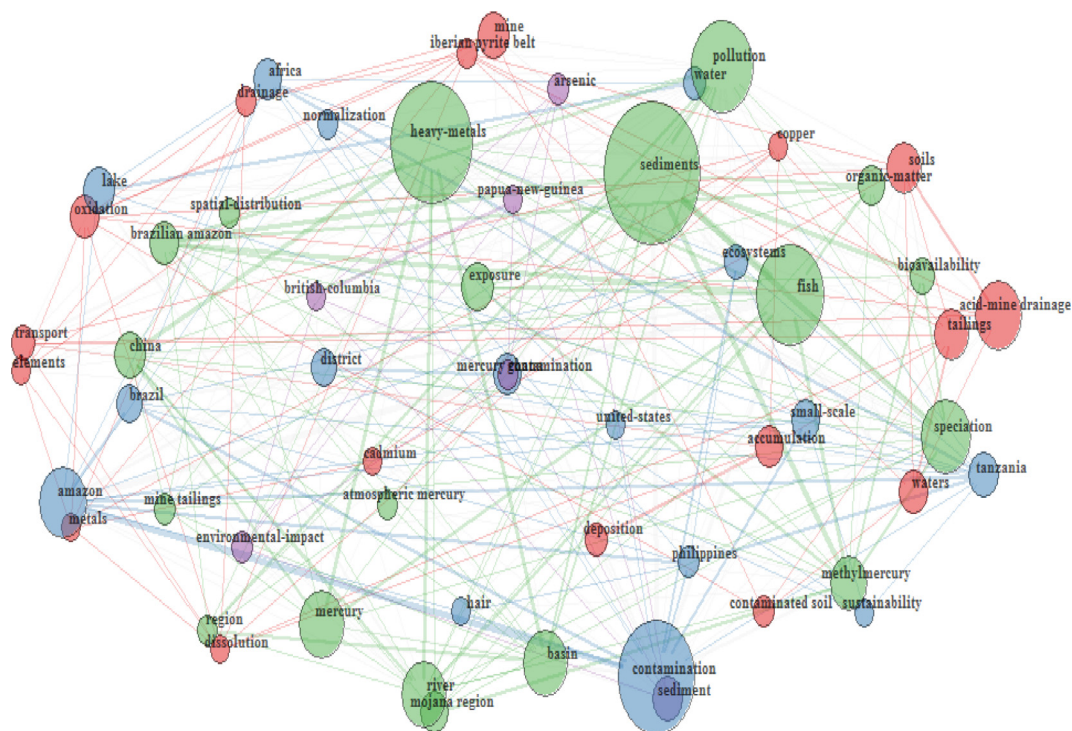 mine
iberian pyrite belt
pollution
africa
water
arsenic
drainage
normalization
heavy-metals
copper
sediments
soils
organic-matter
lake
papua-new-guinea
oxidation
spatial-distribution
brazilian amazon
ecosystems
bioavailability
exposure
british-columbia
fish
acid-mine drainage
tailings
transport
china
elements
district
mercury contamination
brazil
united-states
small-scale
speciation
accumulation
cadmium
tanzania
amazon
waters
mine tailings
atmospheric mercury
metals
deposition
environmental-impact
philippines
methylmercury
hair
contaminated soil
sustainability
mercury
region
dissolution
basin
contamination
river
sediment
mojana region